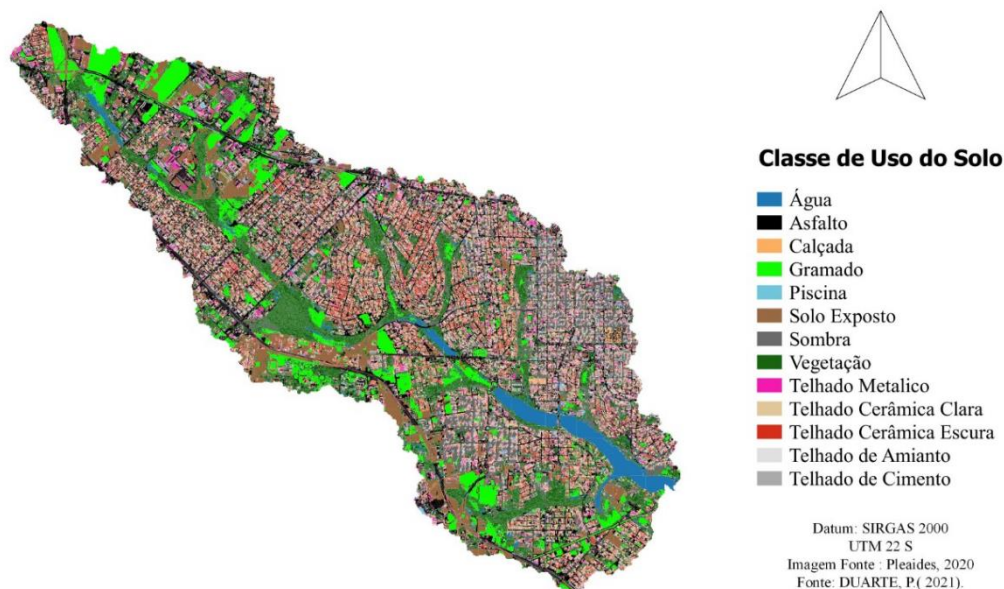 Classe de Uso do Solo
Água
Asfalto
Calçada
Gramado
Piscina
Solo Exposto
Sombra
Vegetação
Telhado Metalico
Telhado Cerâmica Clara
Telhado Cerâmica Escura
Telhado de Amianto
Telhado de Cimento
Datum: SIRGAS 2000
UTM 22 S
Imagem Fonte : Pleaides, 2020
Fonte: DUARTE, P.( 2021).